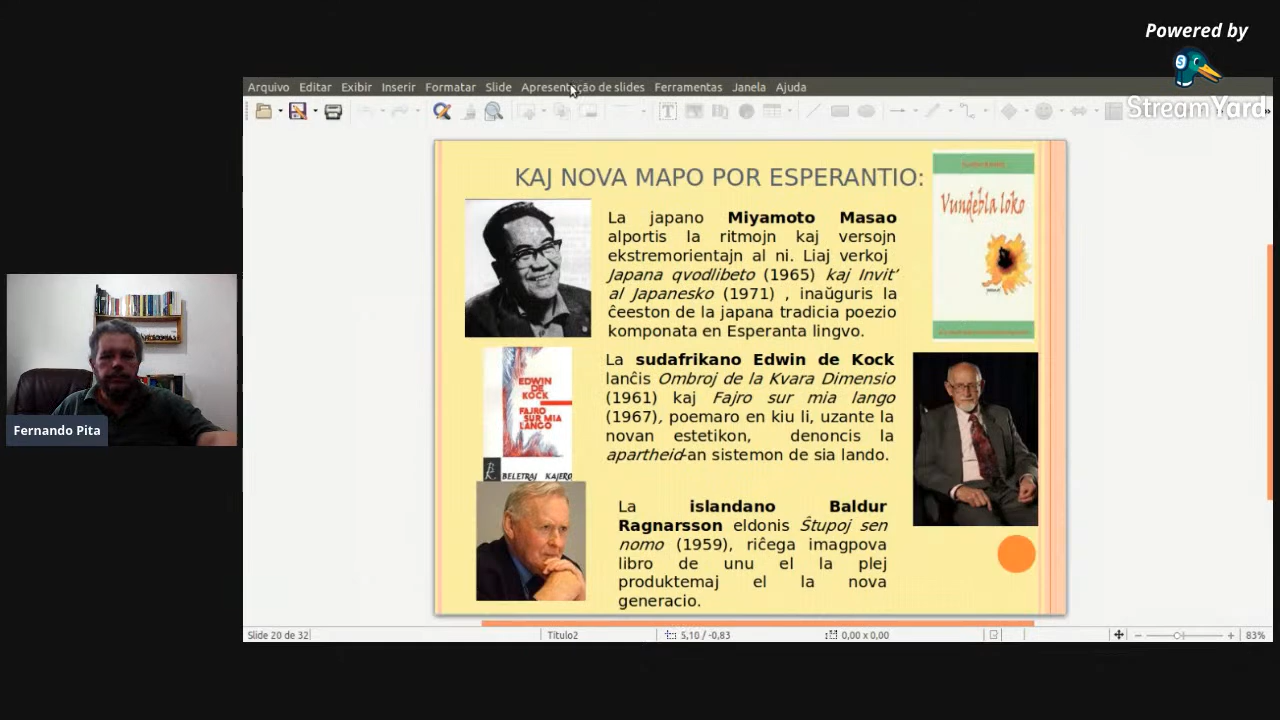 Powered by
StreamYard
Arquivo Editar Exibir Inserir Formatar Slide Apresentação de slides Ferramentas Janela Ajuda
KAJ NOVA MAPO POR ESPERANTIO:
La japano Miyamoto Masao
alportis la ritmojn kaj versojn
ekstremorientajn al ni. Liaj verkoj
Japana qvodlibeto (1965) kaj Invit’
al Japanesko (1971) , inaŭguris la
ĉeeston de la japana tradicia poezio
komponata en Esperanta lingvo.
Vundebla loko
La sudafrikano Edwin de Kock
lanĉis Ombroj de la Kvara Dimensio
(1961) kaj Fajro sur mia lango
(1967), poemaro en kiu li, uzante la
novan estetikon, denoncis la
apartheid-an sistemon de sia lando.
EDWIN
DE
KOCK
FAJRO
SUR MIA
LANGO
BELETRAJ KAJERO
La islandano Baldur
Ragnarsson eldonis Ŝtupoj sen
nomo (1959), riĉega imagpova
libro de unu el la plej
produktemaj el la nova
generacio.
Fernando Pita
Slide 20 de 32
Título2
5,10 / -0,83
0,00 x 0,00
83%